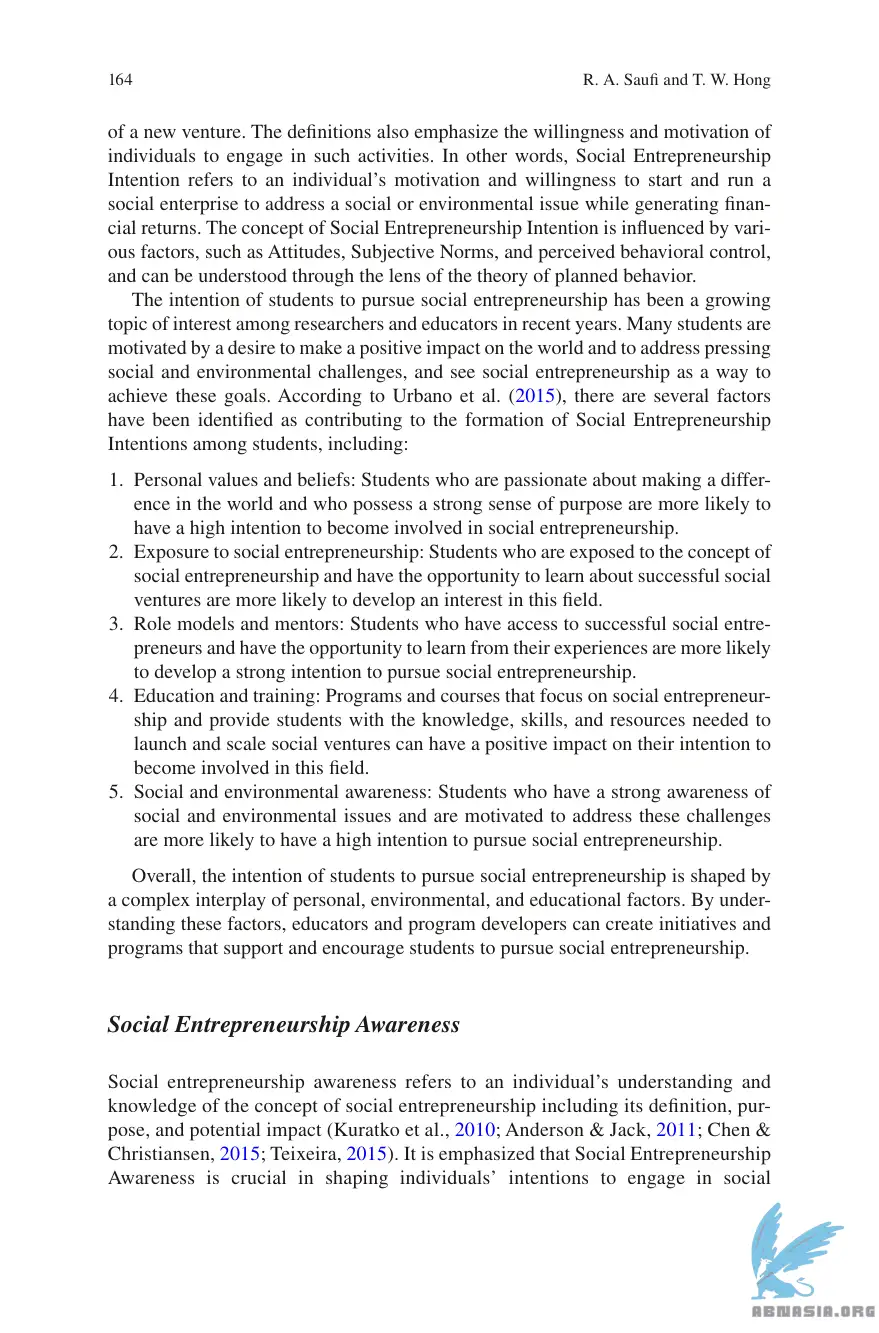 164
R. A. Saufi and T. W. Hong
of a new venture. The definitions also emphasize the willingness and motivation of
individuals to engage in such activities. In other words, Social Entrepreneurship
Intention refers to an individual's motivation and willingness to start and run a
social enterprise to address a social or environmental issue while generating finan-
cial returns. The concept of Social Entrepreneurship Intention is influenced by vari-
ous factors, such as Attitudes, Subjective Norms, and perceived behavioral control,
and can be understood through the lens of the theory of planned behavior.
The intention of students to pursue social entrepreneurship has been a growing
topic of interest among researchers and educators in recent years. Many students are
motivated by a desire to make a positive impact on the world and to address pressing
social and environmental challenges, and see social entrepreneurship as a way to
achieve these goals. According to Urbano et al. (2015), there are several factors
have been identified as contributing to the formation of Social Entrepreneurship
Intentions among students, including:
1. Personal values and beliefs: Students who are passionate about making a differ-
ence in the world and who possess a strong sense of purpose are more likely to
have a high intention to become involved in social entrepreneurship.
2. Exposure to social entrepreneurship: Students who are exposed to the concept of
social entrepreneurship and have the opportunity to learn about successful social
ventures are more likely to develop an interest in this field.
3. Role models and mentors: Students who have access to successful social entre-
preneurs and have the opportunity to learn from their experiences are more likely
to develop a strong intention to pursue social entrepreneurship.
4. Education and training: Programs and courses that focus on social entrepreneur-
ship and provide students with the knowledge, skills, and resources needed to
launch and scale social ventures can have a positive impact on their intention to
become involved in this field.
5. Social and environmental awareness: Students who have a strong awareness of
social and environmental issues and are motivated to address these challenges
are more likely to have a high intention to pursue social entrepreneurship.
Overall, the intention of students to pursue social entrepreneurship is shaped by
a complex interplay of personal, environmental, and educational factors. By under-
standing these factors, educators and program developers can create initiatives and
programs that support and encourage students to pursue social entrepreneurship.
Social Entrepreneurship Awareness
Social entrepreneurship awareness refers to an individual's understanding and
knowledge of the concept of social entrepreneurship including its definition, pur-
pose, and potential impact (Kuratko et al., 2010; Anderson & Jack, 2011; Chen &
Christiansen, 2015; Teixeira, 2015). It is emphasized that Social Entrepreneurship
Awareness is crucial in shaping individuals' intentions to engage in social
ABNASIA.ORG